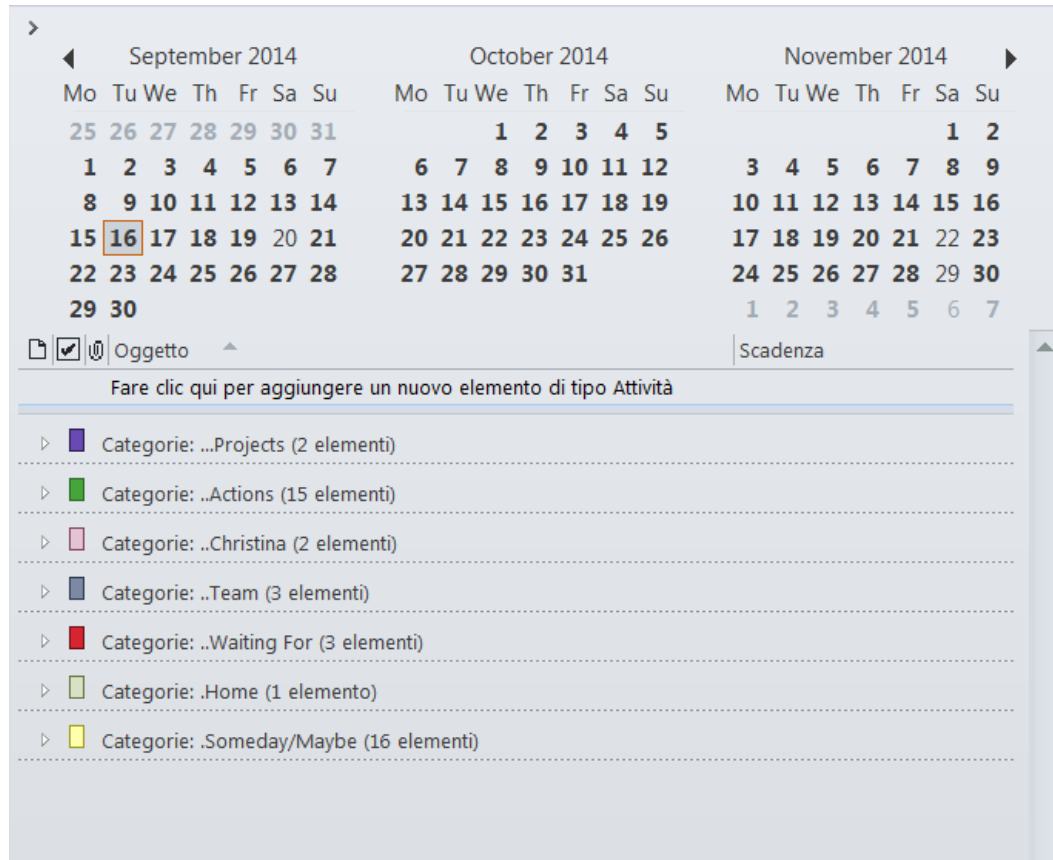 September 2014 October 2014 November 2014
Mo Tu We Th Fr Sa Su Mo Tu We Th Fr Sa Su Mo Tu We Th Fr Sa Su
25 26 27 28 29 30 31 1 2 3 4 5 1 2
1 2 3 4 5 6 7 6 7 8 9 10 11 12 3 4 5 6 7 8 9
8 9 10 11 12 13 14 13 14 15 16 17 18 19 10 11 12 13 14 15 16
15 16 17 18 19 20 21 20 21 22 23 24 25 26 17 18 19 20 21 22 23
22 23 24 25 26 27 28 27 28 29 30 31 24 25 26 27 28 29 30
29 30 1 2 3 4 5 6 7
Oggetto Scadenza
Fare clic qui per aggiungere un nuovo elemento di tipo Attività
Categorie: ...Projects (2 elementi)
Categorie: ..Actions (15 elementi)
Categorie: ..Christina (2 elementi)
Categorie: ..Team (3 elementi)
Categorie: ..Waiting For (3 elementi)
Categorie: .Home (1 elemento)
Categorie: .Someday/Maybe (16 elementi)